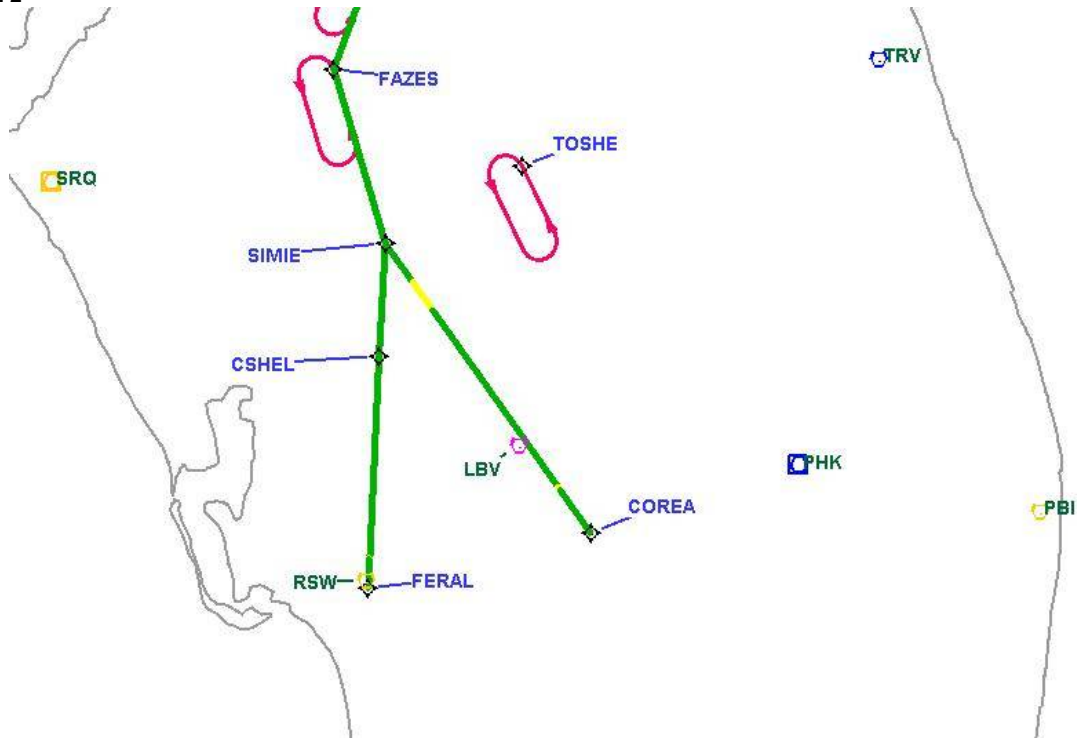 FAZES
TRV
TOSHE
SRQ
SIMIE
CSHEL
LBV
PHK
COREA
PBI
RSW
FERAL